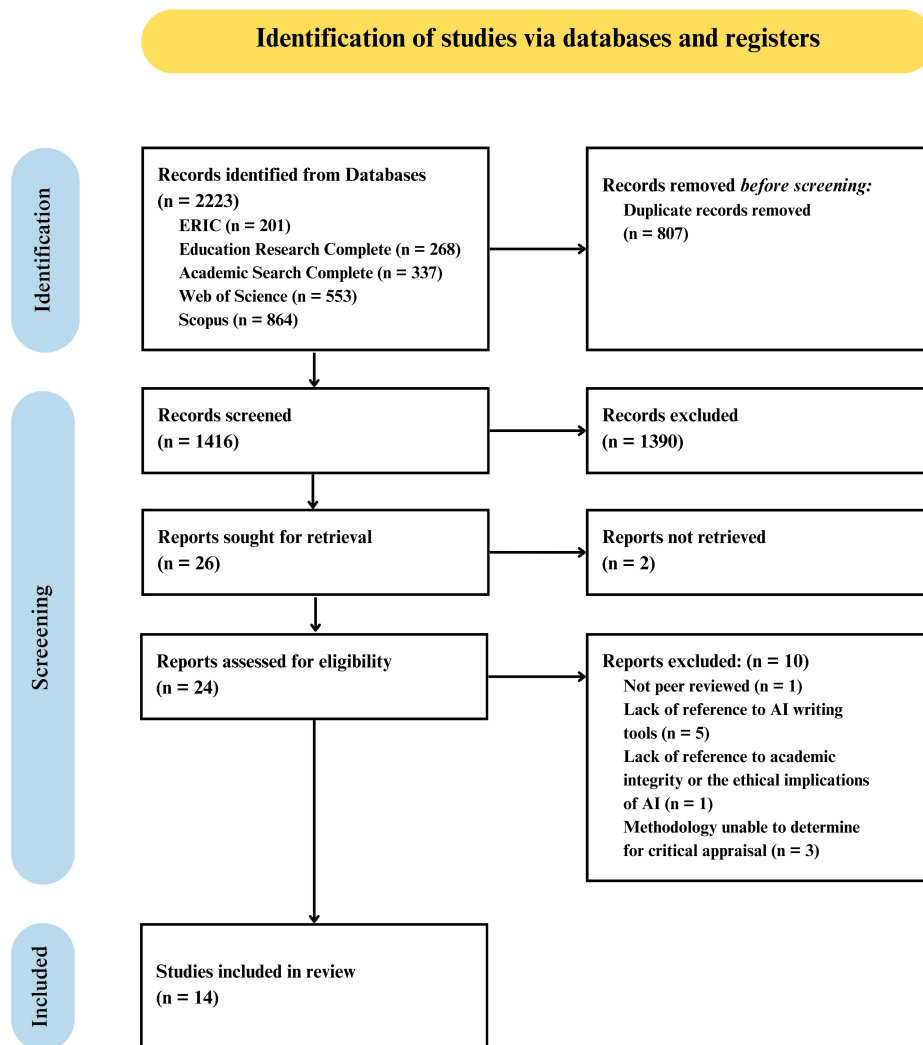 Identification of studies via databases and registers
Identification
Records identified from Databases
(n = 2223)
ERIC (n = 201)
Education Research Complete (n = 268)
Academic Search Complete (n = 337)
Web of Science (n = 553)
Scopus (n = 864)
Records removed before screening:
Duplicate records removed
(n = 807)
Screeening
Records screened
(n = 1416)
Records excluded
(n = 1390)
Reports sought for retrieval
(n = 26)
Reports not retrieved
(n = 2)
Reports assessed for eligibility
(n = 24)
Reports excluded: (n = 10)
Not peer reviewed (n = 1)
Lack of reference to AI writing
tools (n = 5)
Lack of reference to academic
integrity or the ethical implications
of AI (n = 1)
Methodology unable to determine
for critical appraisal (n = 3)
Included
Studies included in review
(n = 14)